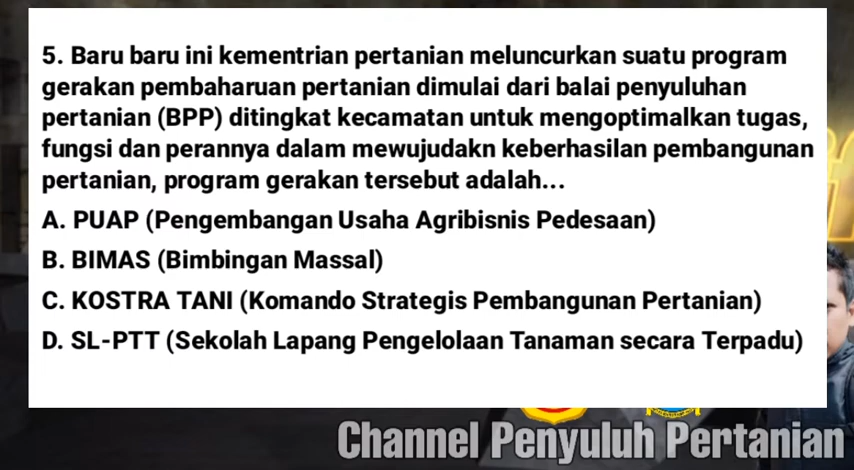 5. Baru baru ini kementrian pertanian meluncurkan suatu program
gerakan pembaharuan pertanian dimulai dari balai penyuluhan
pertanian (BPP) ditingkat kecamatan untuk mengoptimalkan tugas,
fungsi dan perannya dalam mewujudakn keberhasilan pembangunan
pertanian, program gerakan tersebut adalah...
A. PUAP (Pengembangan Usaha Agribisnis Pedesaan)
B. BIMAS (Bimbingan Massal)
C. KOSTRA TANI (Komando Strategis Pembangunan Pertanian)
D. SL-PTT (Sekolah Lapang Pengelolaan Tanaman secara Terpadu)
Channel Penyuluh Pertanian